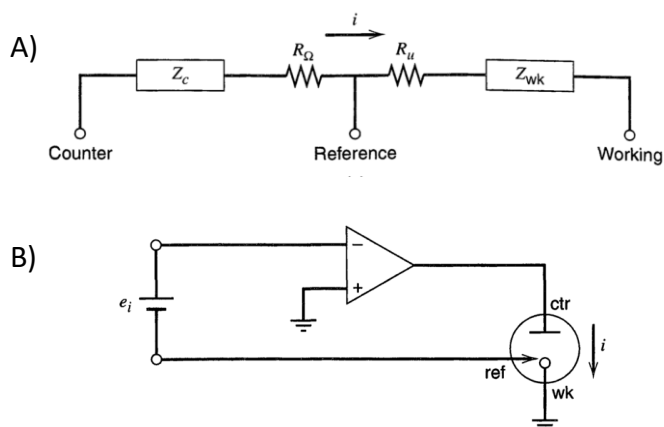 A)
i
R_Ω
R_u
Z_c
Z_wk
Counter
Reference
Working
B)
−
+
e_i
ctr
i
ref
wk